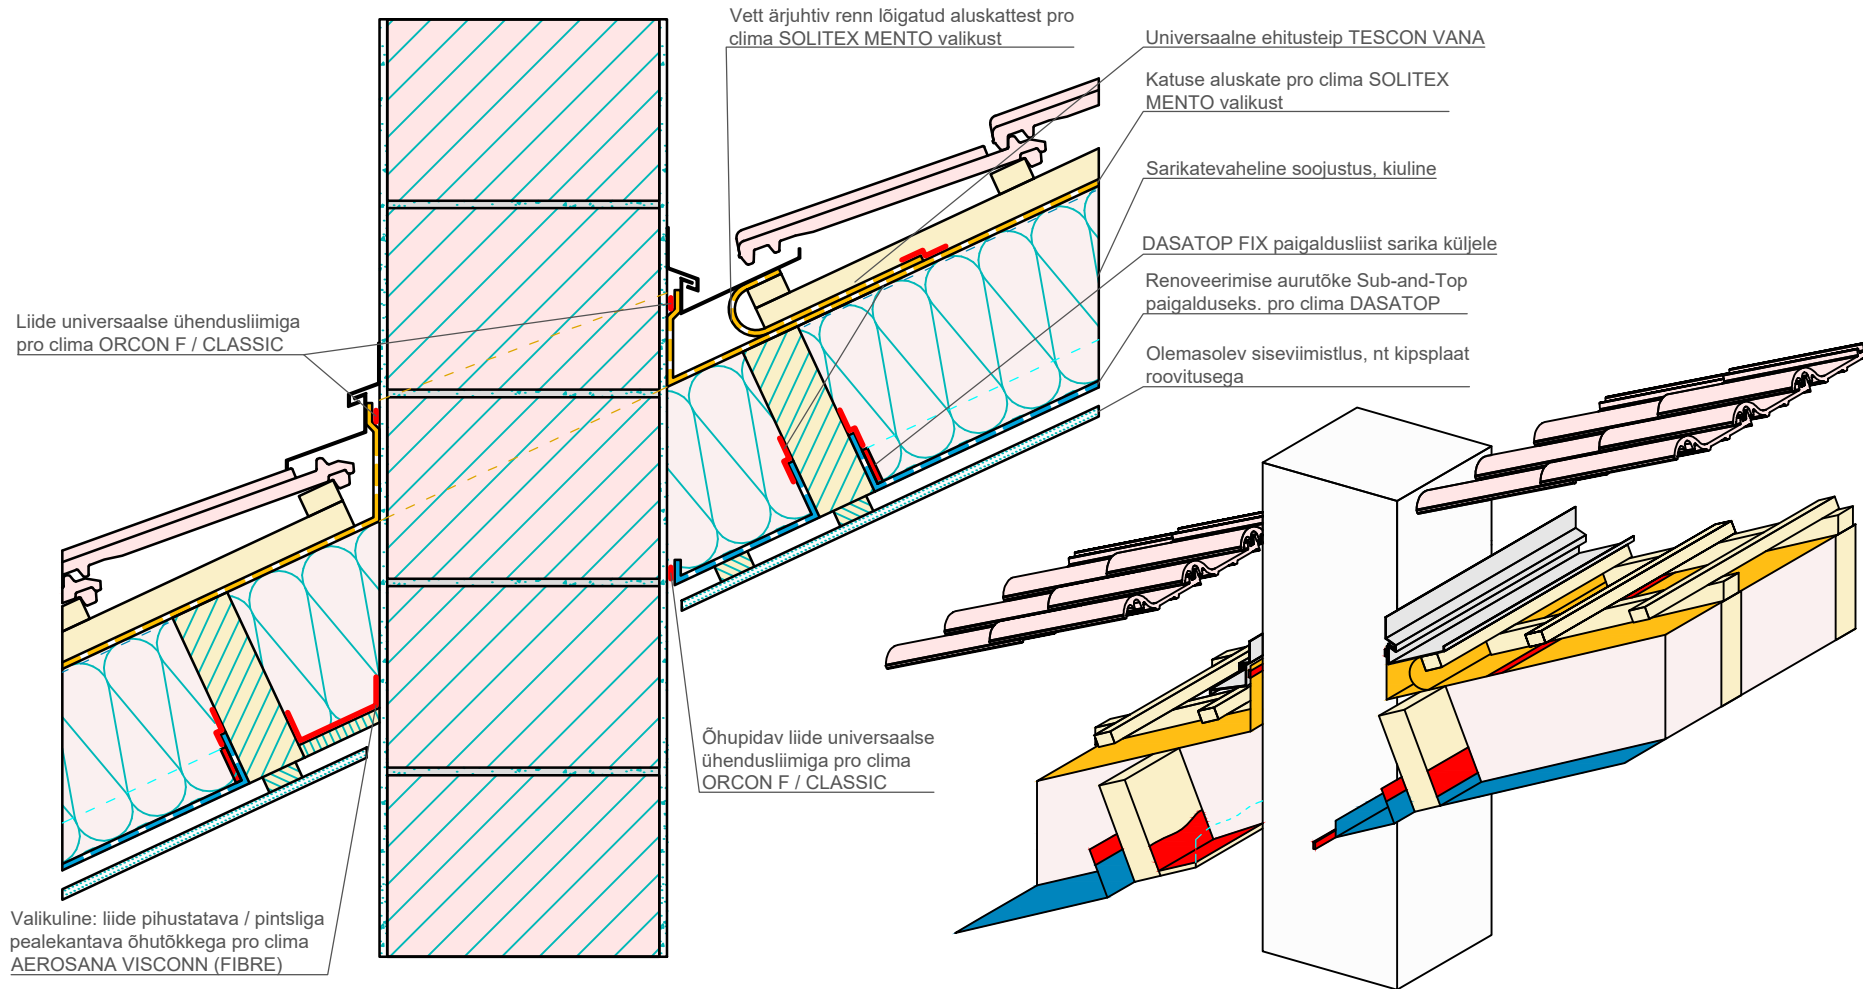 Vett ärjuhtiv renn lõigatud aluskattest pro
clima SOLITEX MENTO valikust
Universaalne ehitusteip TESCON VANA
Katuse aluskate pro clima SOLITEX
MENTO valikust
Sarikatevaheline soojustus, kiuline
DASATOP FIX paigaldusliist sarika küljele
Renoveerimise aurutõke Sub-and-Top
paigalduseks. pro clima DASATOP
Olemasolev siseviimistlus, nt kipsplaat
roovitusega
Liide universaalse ühendusliimiga
pro clima ORCON F / CLASSIC
Õhupidav liide universaalse
ühendusliimiga pro clima
ORCON F / CLASSIC
Valikuline: liide pihustatava / pintsliga
pealekantava õhutõkkega pro clima
AEROSANA VISCONN (FIBRE)